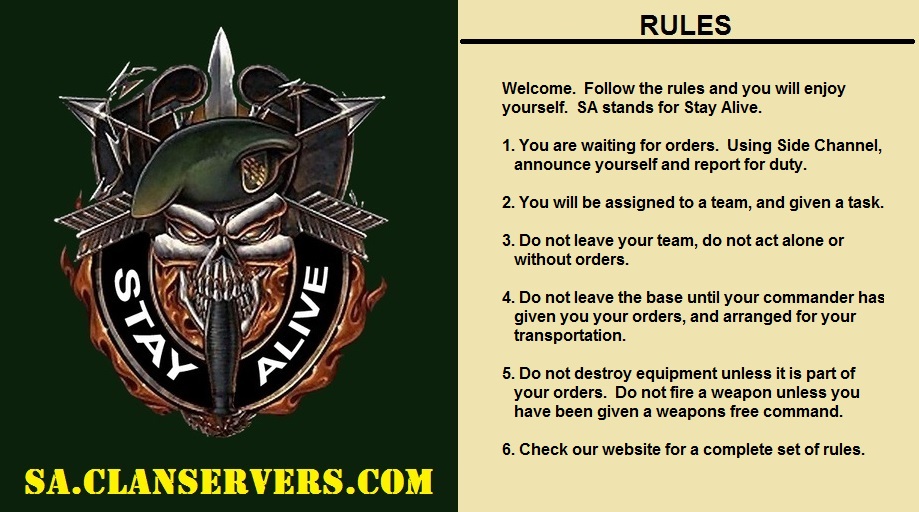 STAY ALIVE
SA.CLANSERVERS.COM
RULES
Welcome.  Follow the rules and you will enjoy
yourself.  SA stands for Stay Alive.
1. You are waiting for orders.  Using Side Channel,
announce yourself and report for duty.
2. You will be assigned to a team, and given a task.
3. Do not leave your team, do not act alone or
without orders.
4. Do not leave the base until your commander has
given you your orders, and arranged for your
transportation.
5. Do not destroy equipment unless it is part of
your orders.  Do not fire a weapon unless you
have been given a weapons free command.
6. Check our website for a complete set of rules.